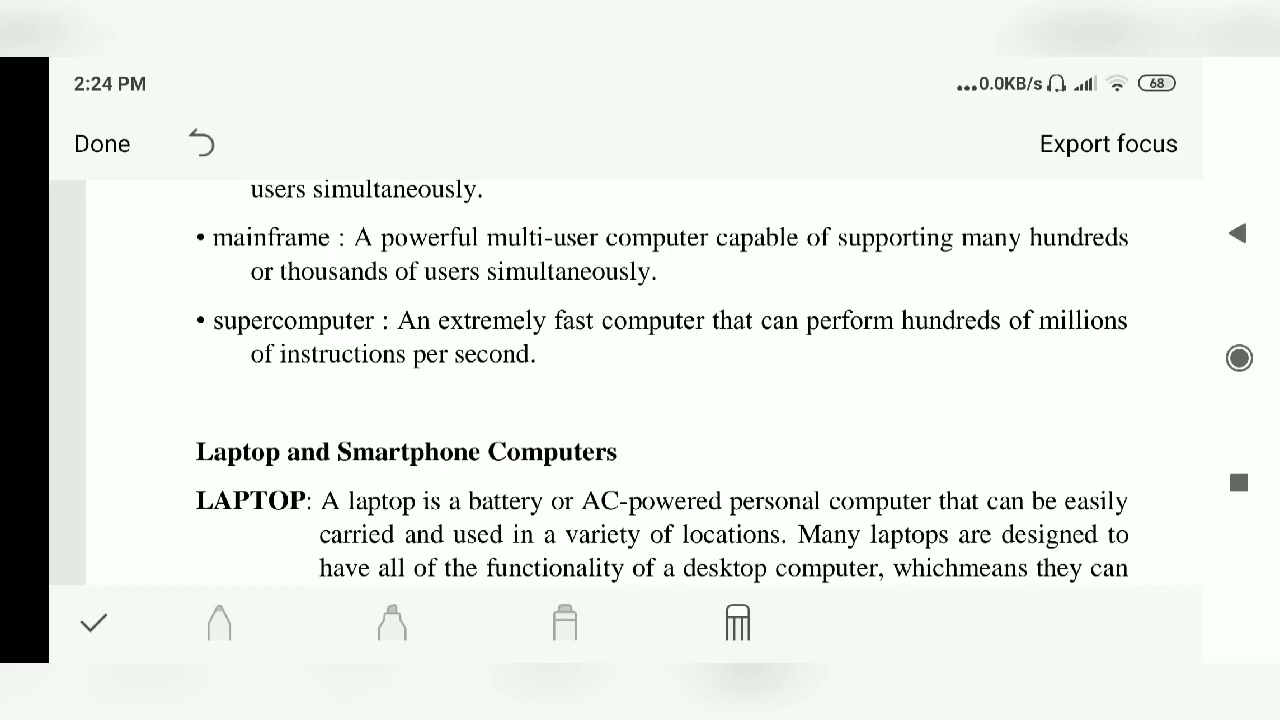 2:24 PM
...0.0KB/s
68
Done
Export focus
users simultaneously.
• mainframe : A powerful multi-user computer capable of supporting many hundreds
or thousands of users simultaneously.
• supercomputer : An extremely fast computer that can perform hundreds of millions
of instructions per second.
Laptop and Smartphone Computers
LAPTOP: A laptop is a battery or AC-powered personal computer that can be easily
carried and used in a variety of locations. Many laptops are designed to
have all of the functionality of a desktop computer, whichmeans they can